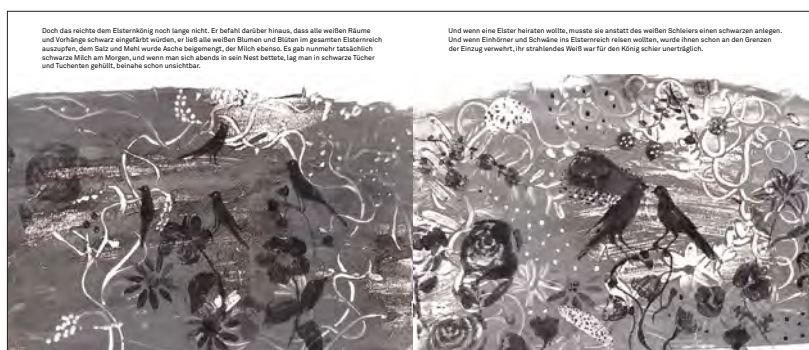 Doch das reichte dem Elsternkönig noch lange nicht. Er befahl darüber hinaus, dass alle weißen Räume
und Vorhänge schwarz eingefärbt würden, er ließ alle weißen Blumen und Blüten im gesamten Elsternreich
auszupfen, dem Salz und Mehl wurde Asche beigemengt, der Milch ebenso. Es gab nunmehr tatsächlich
schwarze Milch am Morgen, und wenn man sich abends in sein Nest bettete, lag man in schwarze Tücher
und Tuchenten gehüllt, beinahe schon unsichtbar.
Und wenn eine Elster heiraten wollte, musste sie anstatt des weißen Schleiers einen schwarzen anlegen.
Und wenn Einhörner und Schwäne ins Elsternreich reisen wollten, wurde ihnen schon an den Grenzen
der Einzug verwehrt, ihr strahlendes Weiß war für den König schier unerträglich.